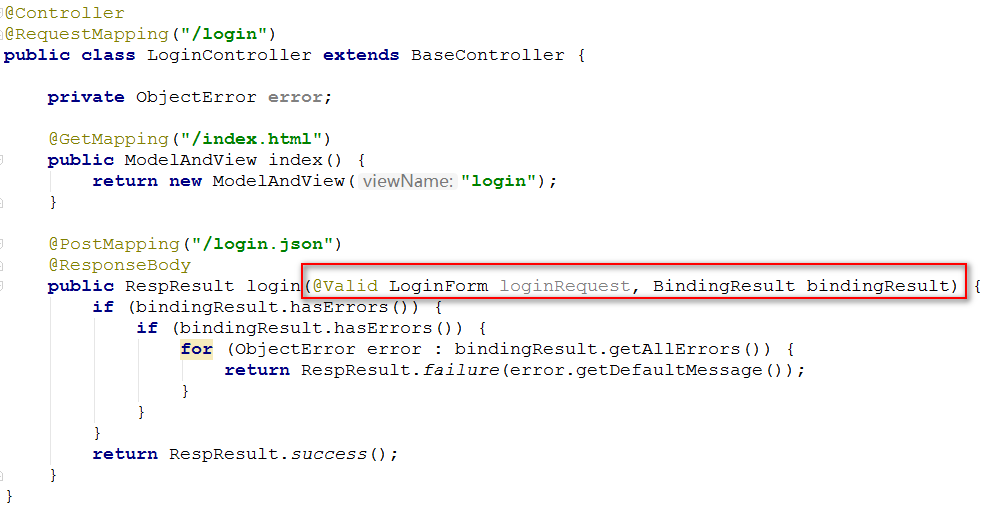 @Controller
@RequestMapping("/login")
public class LoginController extends BaseController {
private ObjectError error;
@GetMapping("/index.html")
public ModelAndView index() {
return new ModelAndView( viewName: "login");
}
@PostMapping("/login.json")
@ResponseBody
public RespResult login(@Valid LoginForm loginRequest, BindingResult bindingResult) {
if (bindingResult.hasErrors()) {
if (bindingResult.hasErrors()) {
for (ObjectError error : bindingResult.getAllErrors()) {
return RespResult.failure(error.getDefaultMessage());
}
}
}
return RespResult.success();
}
}